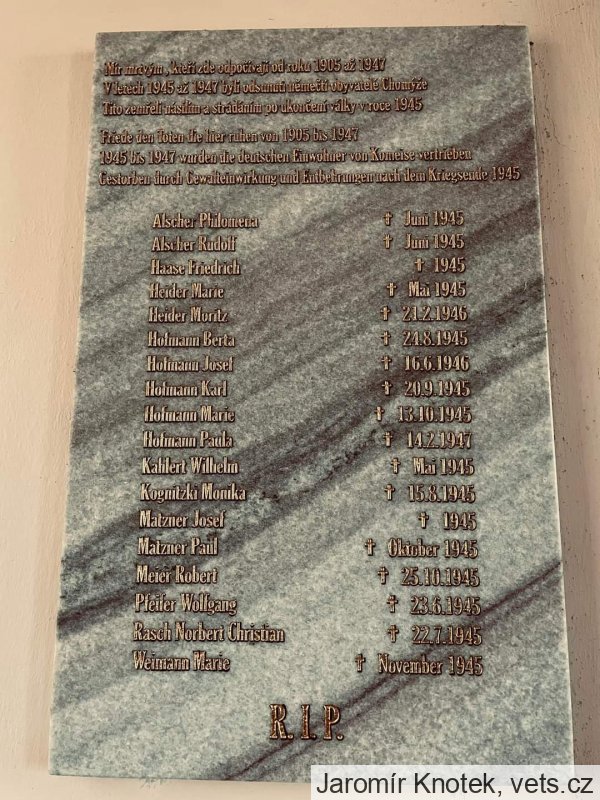 Mír mrtvým, kteří zde odpočívají od roku 1905 až 1947
V letech 1945 až 1947 byli odsunuti němečtí obyvatelé Chomýže
Tito zemřeli násilím a strádáním po ukončení války v roce 1945
Friede den Toten die hier ruhen von 1905 bis 1947
1945 bis 1947 wurden die deutschen Einwohner von Komeise vertrieben
Gestorben durch Gewalteinwirkung und Entbehrungen nach dem Kriegsende 1945
Alscher Philomena † Juni 1945
Alscher Rudolf † Juni 1945
Haase Friedrich † 1945
Heider Marie † Mai 1945
Heider Moritz † 21.2.1946
Hofmann Berta † 24.8.1945
Hofmann Josef † 16.6.1946
Hofmann Karl † 20.9.1945
Hofmann Marie † 13.10.1945
Hofmann Paula † 14.2.1947
Kahlert Wilhelm † Mai 1945
Kognitzki Monika † 15.8.1945
Matzner Josef † 1945
Matzner Paul † Oktober 1945
Meier Robert † 25.10.1945
Pfeifer Wolfgang † 23.6.1945
Rasch Norbert Christian † 22.7.1945
Weimann Marie † November 1945
R.I.P.
Jaromír Knotek, vets.cz